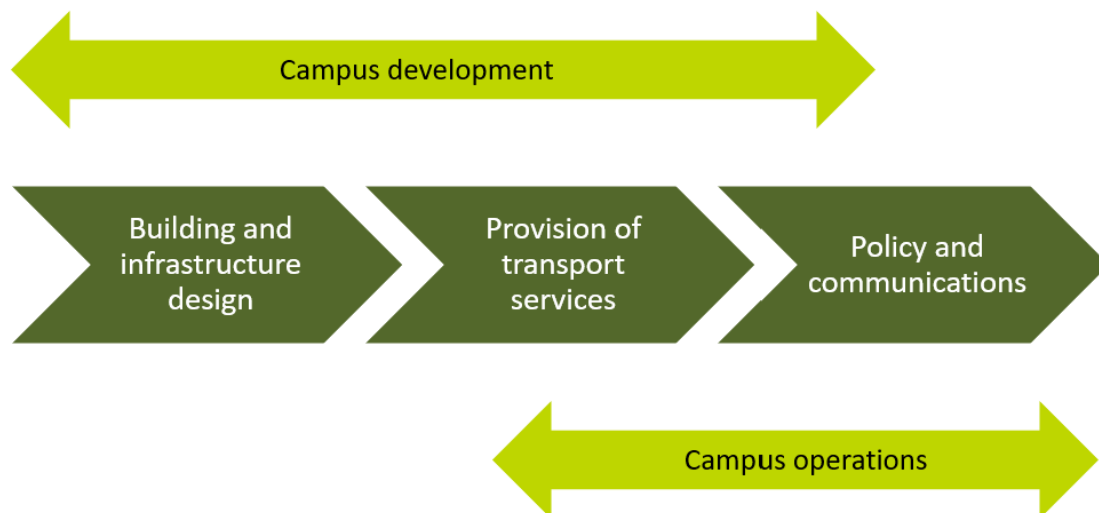 Campus development
Building and
infrastructure
design
Provision of
transport
services
Policy and
communications
Campus operations